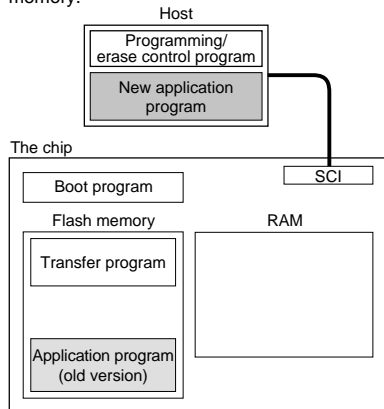 memory.
Host
Programming/
erase control program
New application
program
The chip
SCI
Boot program
Flash memory
RAM
Transfer program
Application program
(old version)